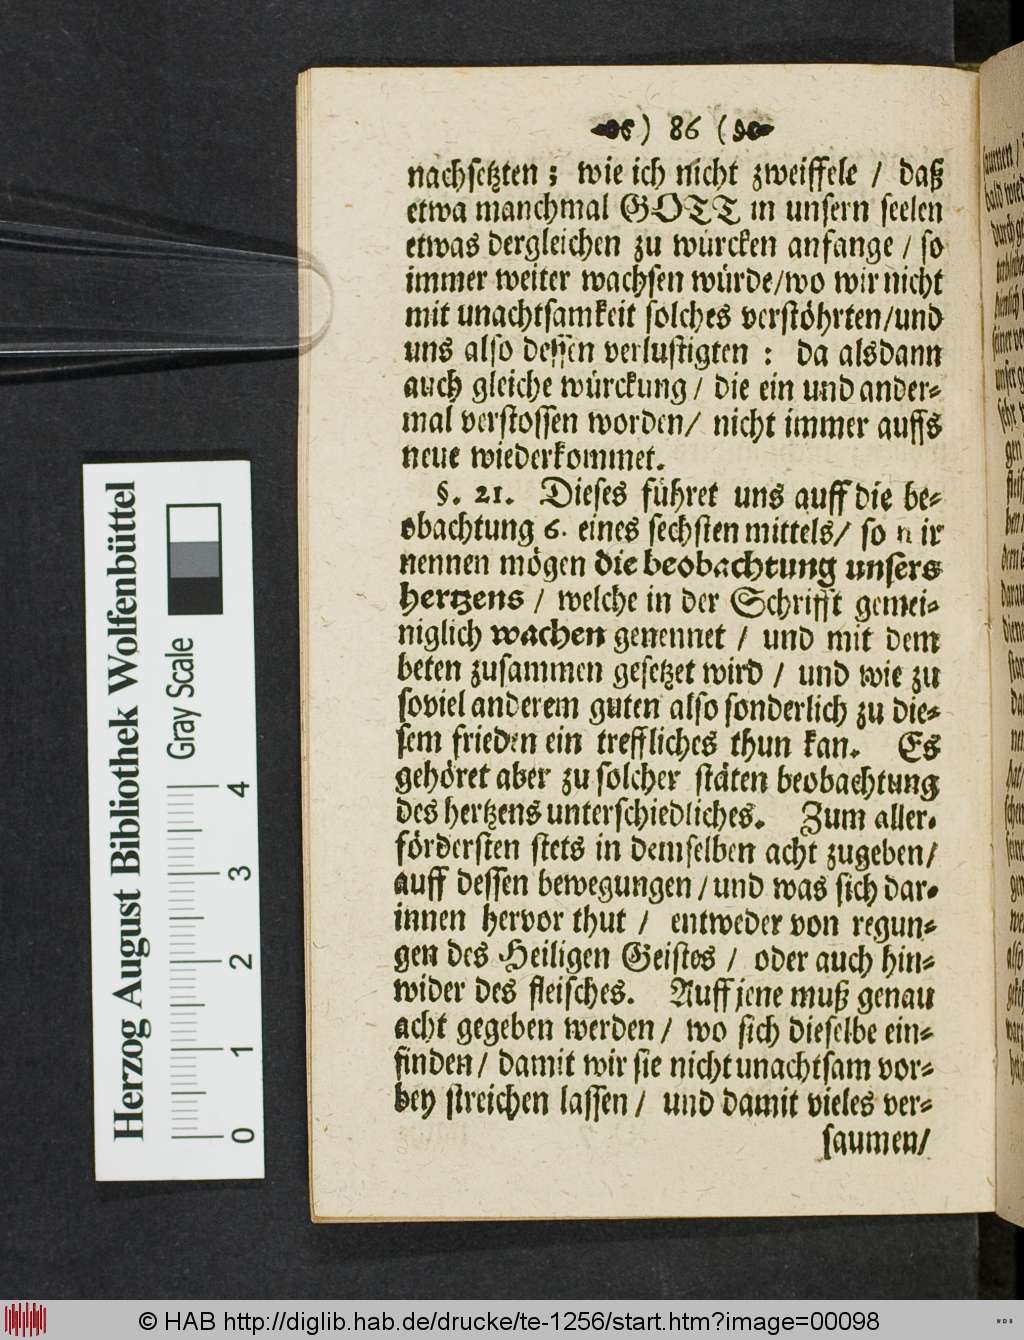 ) 86 (
nachsetzten; wie ich nicht zweiffele / daß
etwa manchmal GOTT in unsern seelen
etwas dergleichen zu würcken anfange / so
immer weiter wachsen würde/wo wir nicht
mit unachtsamkeit solches verstöhrten/und
uns also dessen verlustigten : da alsdann
auch gleiche würckung / die ein und ander-
mal verstossen worden/ nicht immer auffs
neue wiederkommet.
§. 21. Dieses führet uns auff die be-
obachtung 6. eines sechsten mittels/ so wir
nennen mögen die beobachtung unsers
hertzens / welche in der Schrifft gemei-
niglich wachen genennet / und mit dem
beten zusammen gesetzet wird / und wie zu
soviel anderem guten also sonderlich zu die-
sem frieden ein treffliches thun kan. Es
gehöret aber zu solcher stäten beobachtung
des hertzens unterschiedliches. Zum aller-
fördersten stets in demselben acht zugeben/
auff dessen bewegungen / und was sich dar-
innen hervor thut / entweder von regun-
gen des Heiligen Geistes / oder auch hin-
wider des fleisches. Auff jene muß genau
acht gegeben werden / wo sich dieselbe ein-
finden / damit wir sie nicht unachtsam vor-
bey streichen lassen / und damit vieles ver-
saumen/
Herzog August Bibliothek Wolfenbüttel
Gray Scale
0 1 2 3 4
© HAB http://diglib.hab.de/drucke/te-1256/start.htm?image=00098